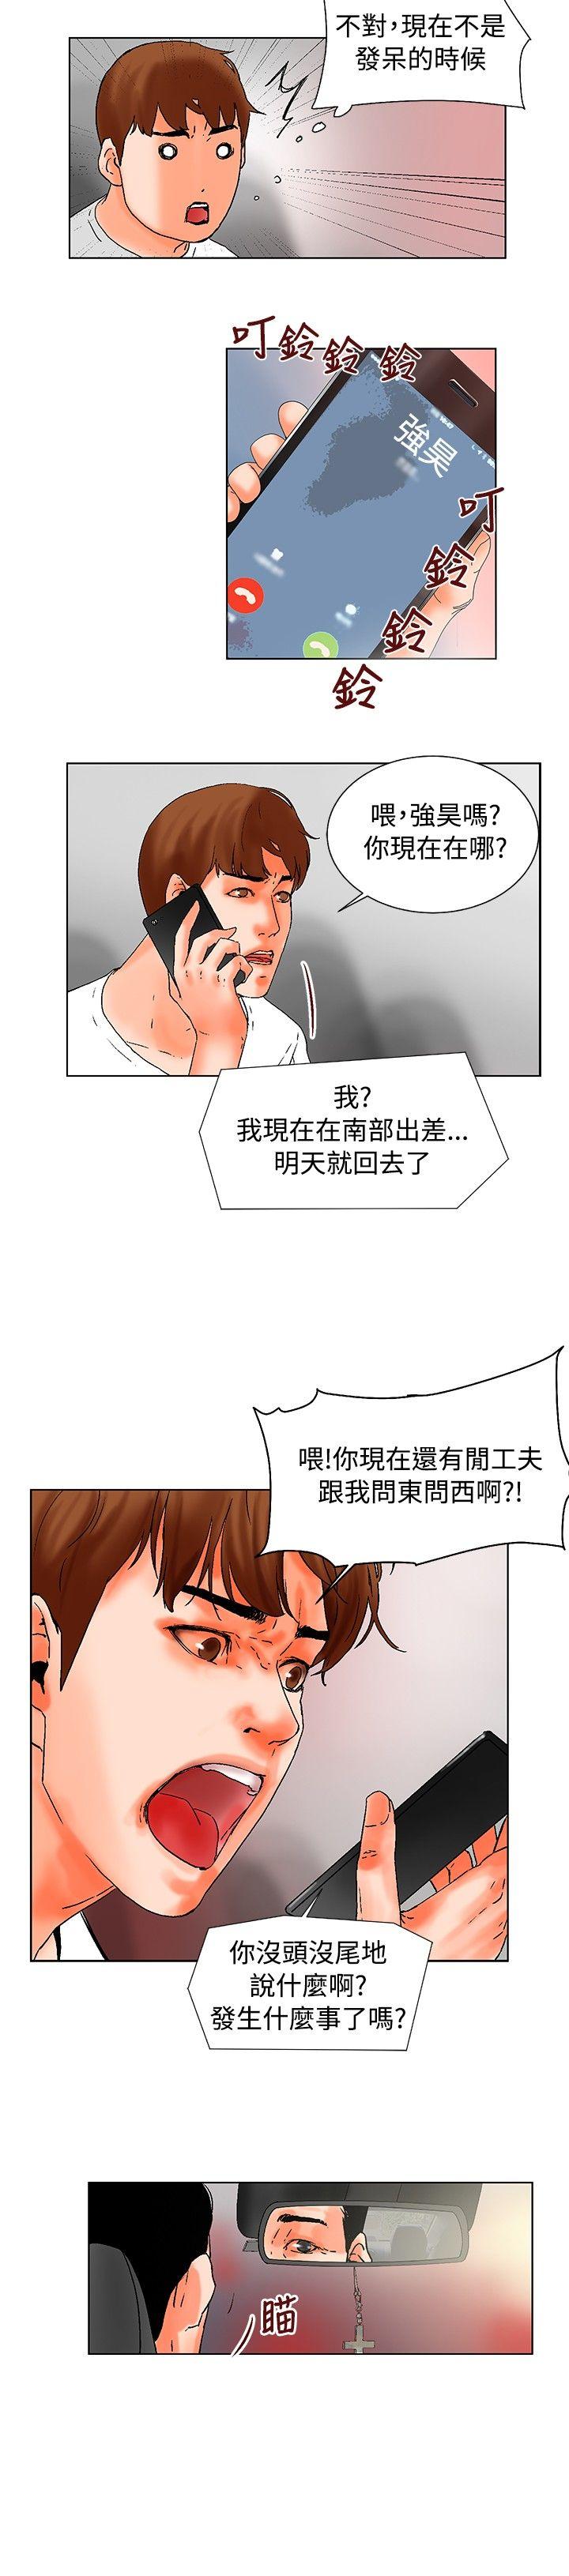 不對,現在不是
發呆的時候
叮鈴鈴鈴
強昊
叮
鈴
鈴
鈴
喂,強昊嗎?
你現在在哪?
我?
我現在在南部出差...
明天就回去了
喂!你現在還有閒工夫
跟我問東問西啊?!
你沒頭沒尾地
說什麼啊?
發生什麼事了嗎?
瞄